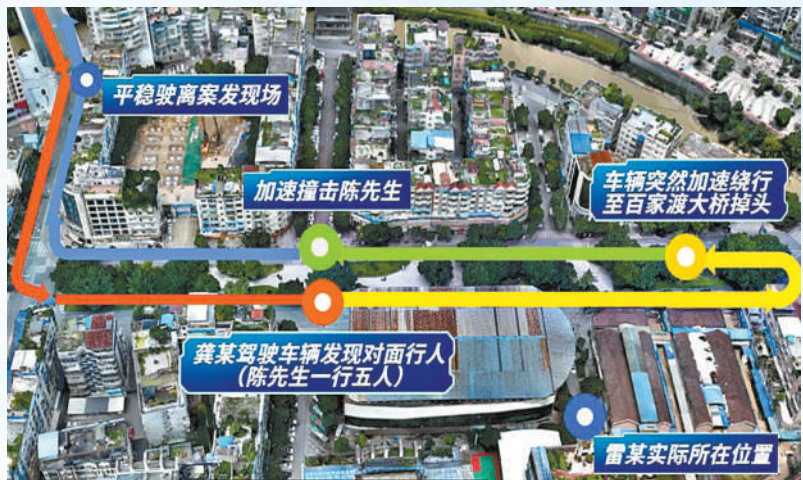 平稳驶离案发现场
加速撞击陈先生
车辆突然加速绕行
至百家渡大桥掉头
龚某驾驶车辆发现对面行人
（陈先生一行五人）
雷某实际所在位置